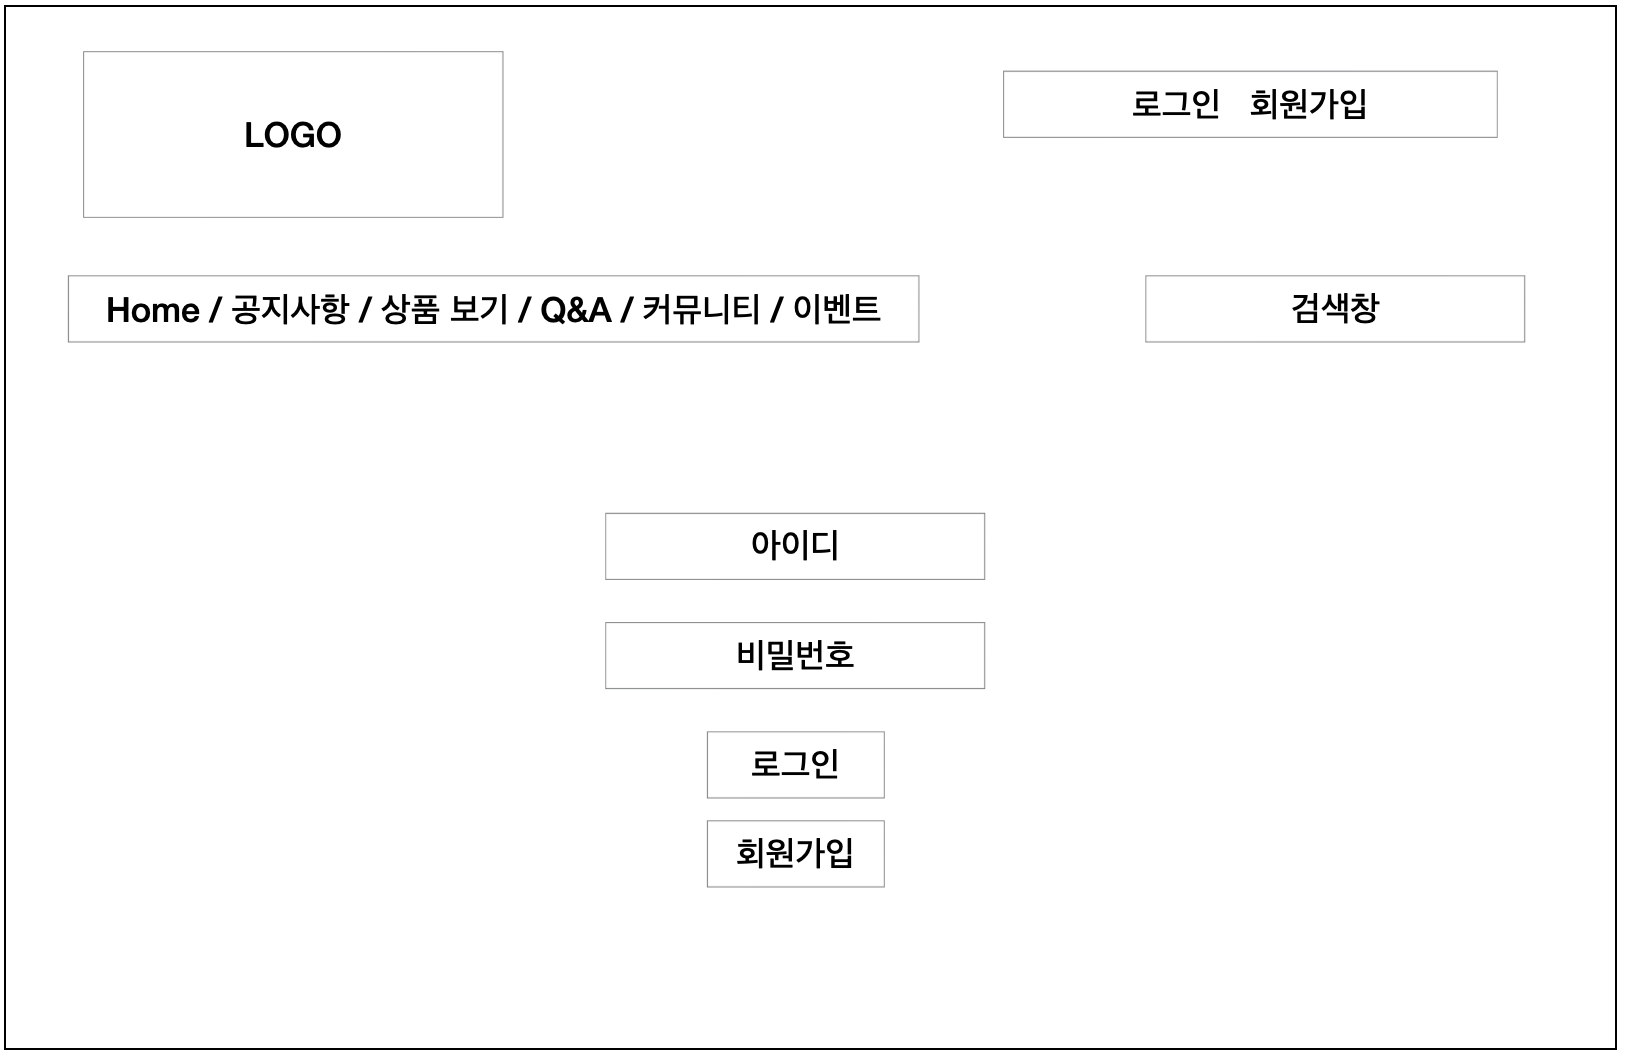 LOGO
로그인 회원가입
Home / 공지사항 / 상품 보기 / Q&A / 커뮤니티 / 이벤트
검색창
아이디
비밀번호
로그인
회원가입